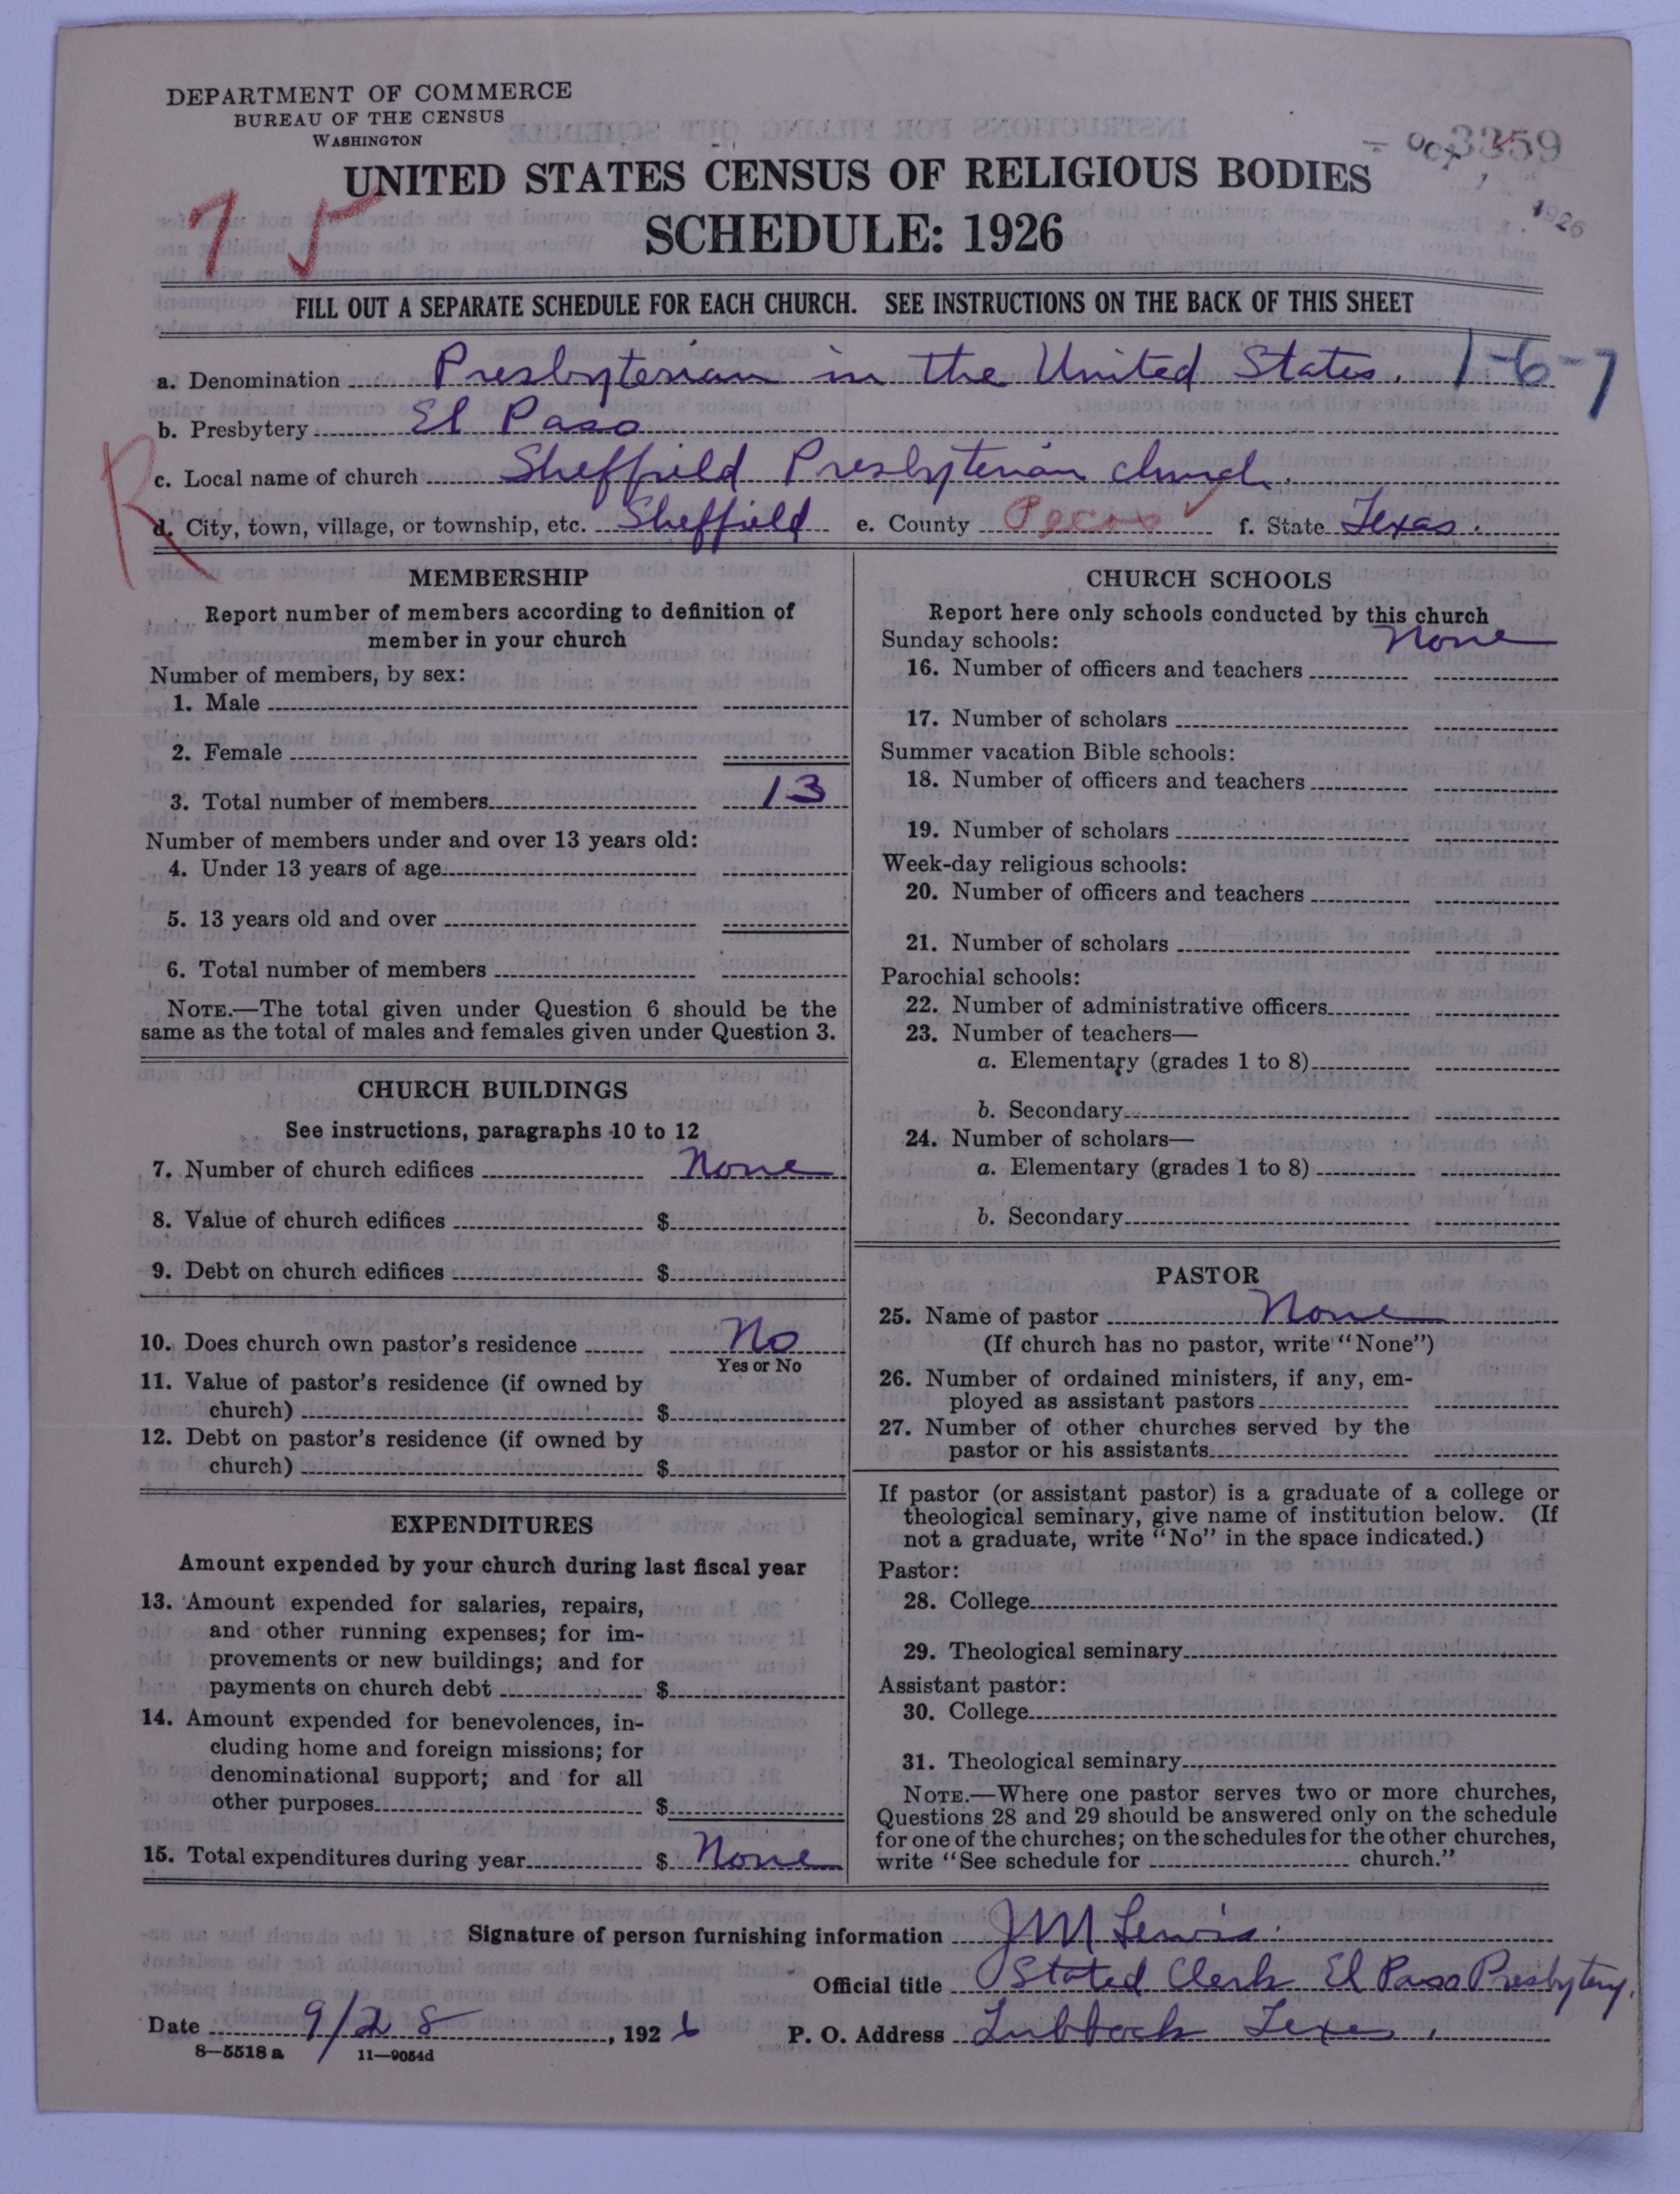 DEPARTMENT OF COMMERCE
BUREAU OF THE CENSUS
WASHINGTON
3359
OCT 1 1926
UNITED STATES CENSUS OF RELIGIOUS BODIES
SCHEDULE: 1926
7 5
FILL OUT A SEPARATE SCHEDULE FOR EACH CHURCH. SEE INSTRUCTIONS ON THE BACK OF THIS SHEET
a. Denomination Presbyterian in the United States. 1-6-7
b. Presbytery El Paso
R
c. Local name of church Sheffield Presbyterian church.
d. City, town, village, or township, etc. Sheffield e. County Pecos f. State Texas.
MEMBERSHIP
Report number of members according to definition of
member in your church
Number of members, by sex:
1. Male
2. Female
3. Total number of members 13
Number of members under and over 13 years old:
4. Under 13 years of age
5. 13 years old and over
6. Total number of members
NOTE.—The total given under Question 6 should be the
same as the total of males and females given under Question 3.
CHURCH BUILDINGS
See instructions, paragraphs 10 to 12
7. Number of church edifices None
8. Value of church edifices $
9. Debt on church edifices $
10. Does church own pastor's residence No
Yes or No
11. Value of pastor's residence (if owned by
church) $
12. Debt on pastor's residence (if owned by
church) $
EXPENDITURES
Amount expended by your church during last fiscal year
13. Amount expended for salaries, repairs,
and other running expenses; for im-
provements or new buildings; and for
payments on church debt $
14. Amount expended for benevolences, in-
cluding home and foreign missions; for
denominational support; and for all
other purposes $
15. Total expenditures during year $ None
CHURCH SCHOOLS
Report here only schools conducted by this church
Sunday schools: None
16. Number of officers and teachers
17. Number of scholars
Summer vacation Bible schools:
18. Number of officers and teachers
19. Number of scholars
Week-day religious schools:
20. Number of officers and teachers
21. Number of scholars
Parochial schools:
22. Number of administrative officers
23. Number of teachers—
a. Elementary (grades 1 to 8)
b. Secondary
24. Number of scholars—
a. Elementary (grades 1 to 8)
b. Secondary
PASTOR
25. Name of pastor None
(If church has no pastor, write "None")
26. Number of ordained ministers, if any, em-
ployed as assistant pastors
27. Number of other churches served by the
pastor or his assistants
If pastor (or assistant pastor) is a graduate of a college or
theological seminary, give name of institution below. (If
not a graduate, write "No" in the space indicated.)
Pastor:
28. College
29. Theological seminary
Assistant pastor:
30. College
31. Theological seminary
NOTE.—Where one pastor serves two or more churches,
Questions 28 and 29 should be answered only on the schedule
for one of the churches; on the schedules for the other churches,
write "See schedule for church."
Signature of person furnishing information J M Lewis.
Official title Stated Clerk El Paso Presbytery.
Date 9/28, 1926 P. O. Address Lubbock Texas.
8—5518a 11—9054d